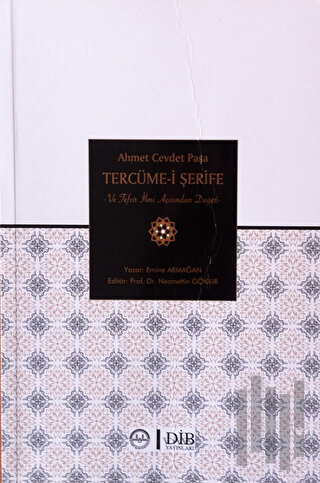 Ahmet Cevdet Paşa
TERCÜME-İ ŞERİFE
Ve Tefsir İlmi Açısından Değeri
Yazar: Emine ARMAĞAN
Editör: Prof. Dr. Necmettin GÖKKIR
DİB
YAYINLARI